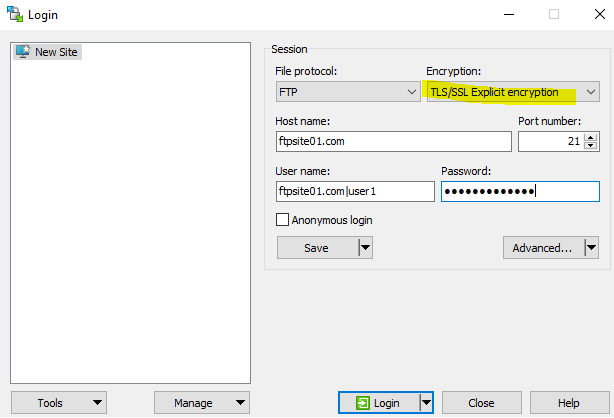 Login
New Site
Session
File protocol:
Encryption:
FTP
TLS/SSL Explicit encryption
Host name:
Port number:
ftpsite01.com
21
User name:
Password:
ftpsite01.com|user1
●●●●●●●●●●●●●
Anonymous login
Save
Advanced...
Tools
Manage
Login
Close
Help